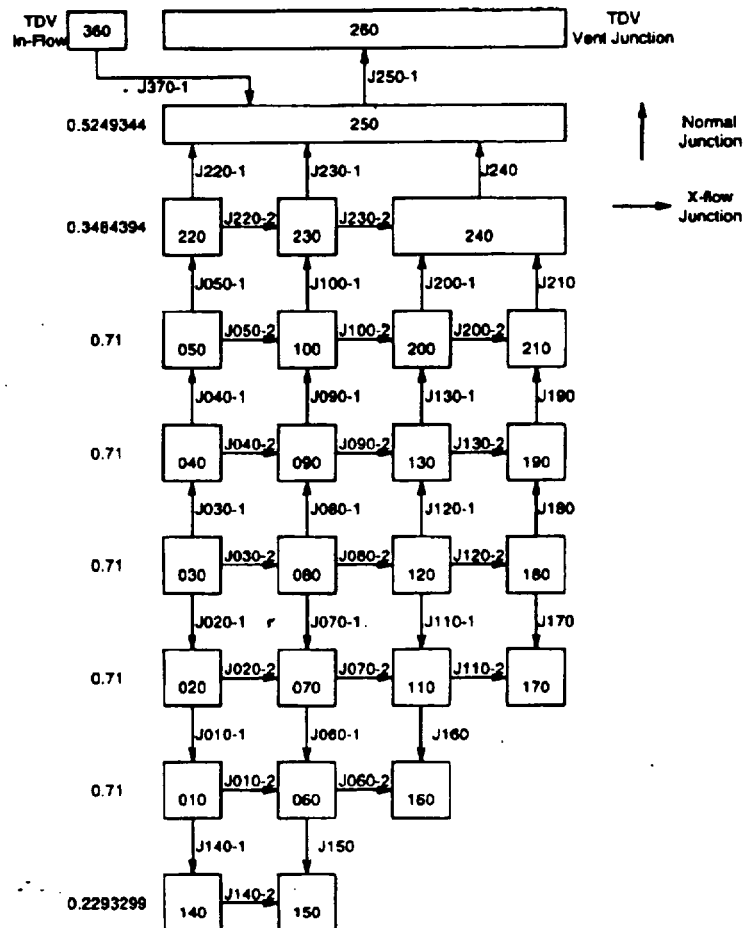 TDV
In-Flow
360
260
TDV
Vent Junction
J370-1
J250-1
0.5249344
250
Normal
Junction
J220-1
J230-1
J240
X-flow
Junction
0.3484394
220
J220-2
230
J230-2
240
J050-1
J100-1
J200-1
J210
0.71
050
J050-2
100
J100-2
200
J200-2
210
J040-1
J090-1
J130-1
J190
0.71
040
J040-2
090
J090-2
130
J130-2
190
J030-1
J080-1
J120-1
J180
0.71
030
J030-2
080
J080-2
120
J120-2
180
J020-1
J070-1
J110-1
J170
0.71
020
J020-2
070
J070-2
110
J110-2
170
J010-1
J060-1
J160
0.71
010
J010-2
060
J060-2
160
J140-1
J150
0.2293299
140
J140-2
150